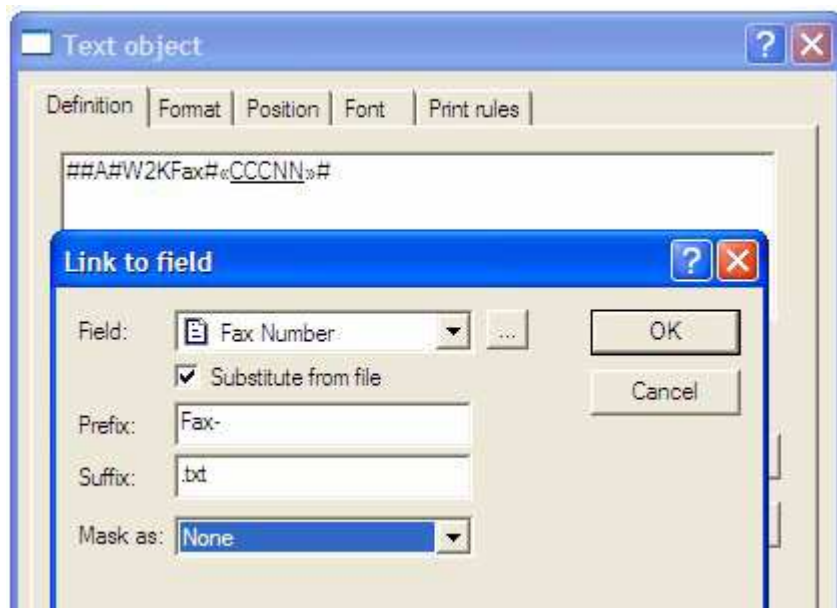 Text object
Definition Format Position Font Print rules
##A#W2KFax#«CCCNN»#
Link to field
Field: Fax Number ... OK
Substitute from file
Cancel
Prefix: Fax-
Suffix: .txt
Mask as: None